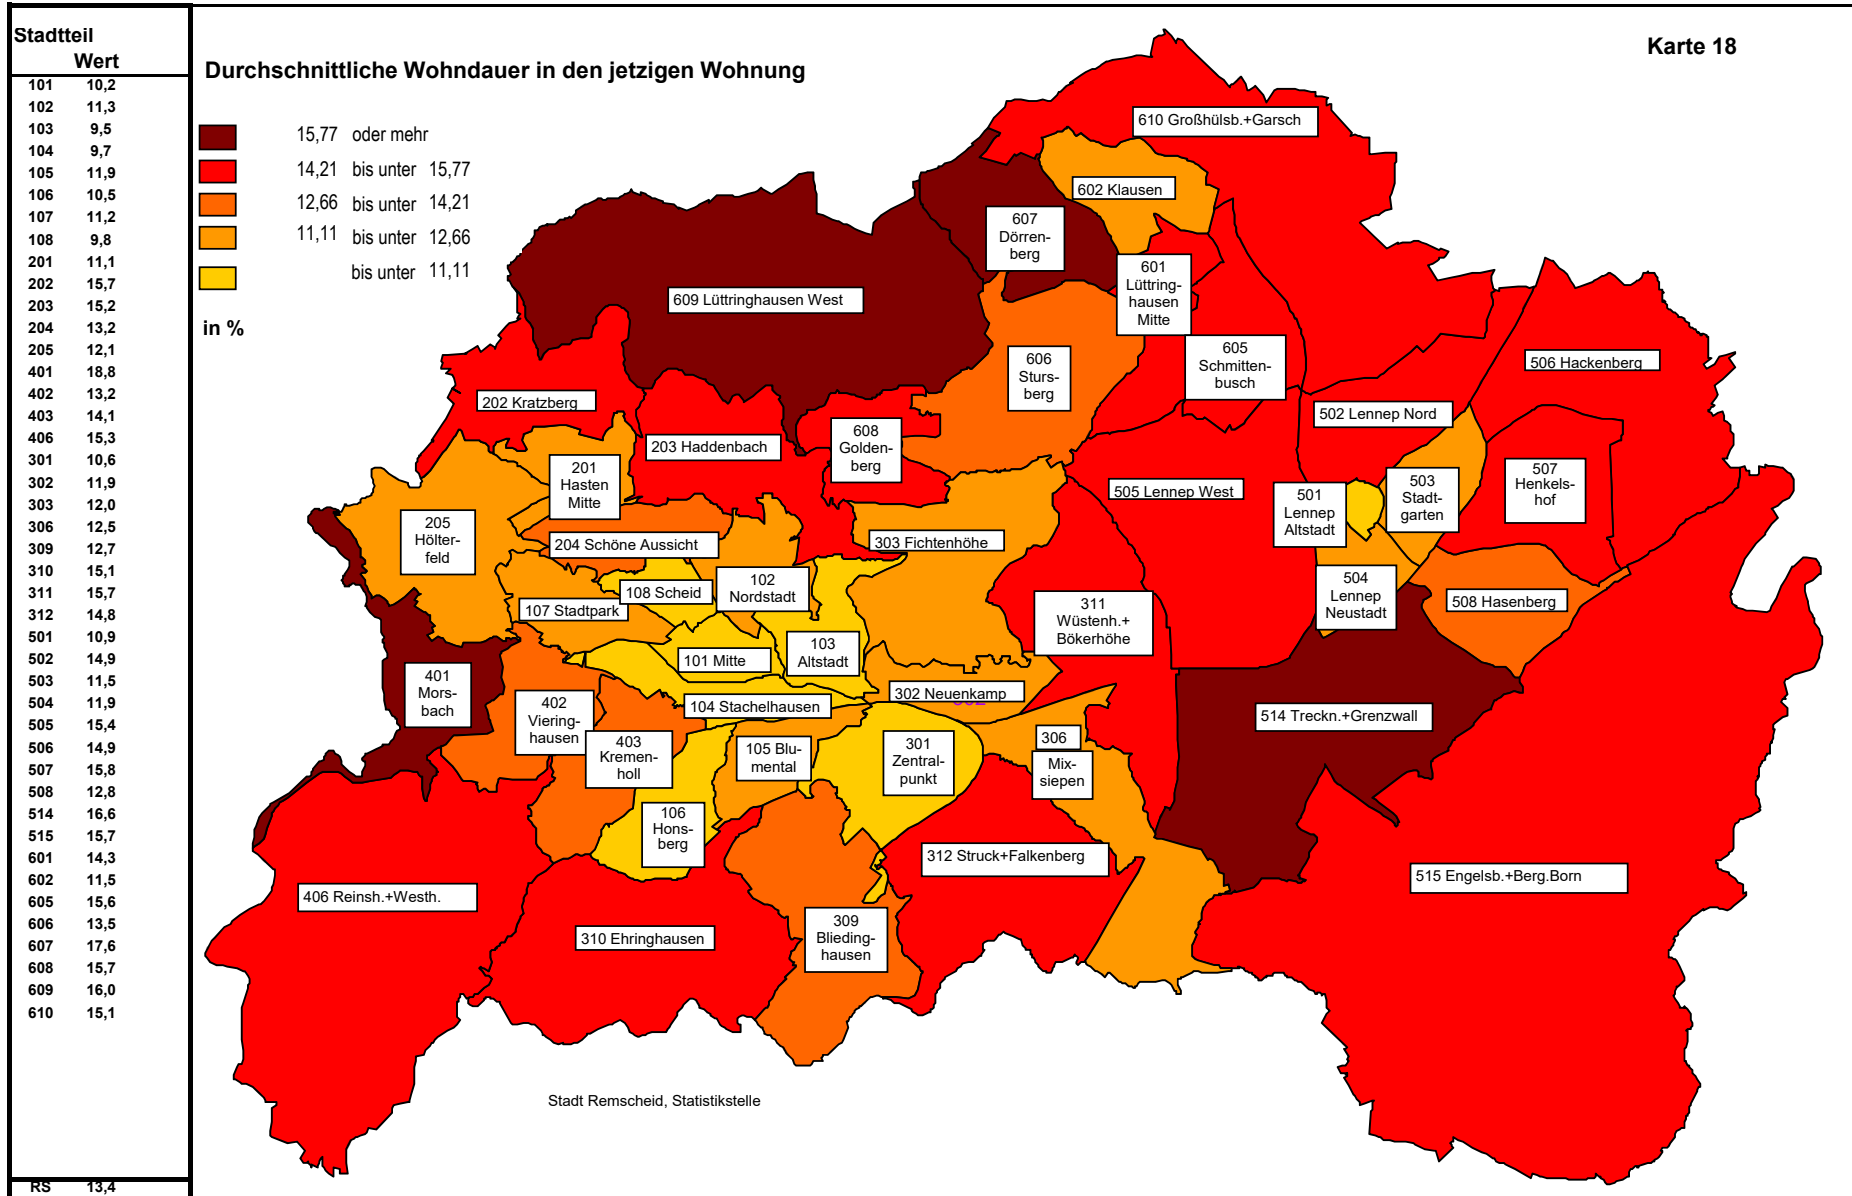 Stadtteil
Wert
101 10,2
102 11,3
103 9,5
104 9,7
105 11,9
106 10,5
107 11,2
108 9,8
201 11,1
202 15,7
203 15,2
204 13,2
205 12,1
401 18,8
402 13,2
403 14,1
406 15,3
301 10,6
302 11,9
303 12,0
306 12,5
309 12,7
310 15,1
311 15,7
312 14,8
501 10,9
502 14,9
503 11,5
504 11,9
505 15,4
506 14,9
507 15,8
508 12,8
514 16,6
515 15,7
601 14,3
602 11,5
605 15,6
606 13,5
607 17,6
608 15,7
609 16,0
610 15,1
RS 13,4
Karte 18
Durchschnittliche Wohndauer in den jetzigen Wohnung
15,77 oder mehr
14,21 bis unter 15,77
12,66 bis unter 14,21
11,11 bis unter 12,66
bis unter 11,11
in %
610 Großhülsb.+Garsch
602 Klausen
607
Dörren-
berg
601
Lüttring-
hausen
Mitte
609 Lüttringhausen West
605
Schmitten-
busch
606
Sturs-
berg
506 Hackenberg
202 Kratzberg
502 Lennep Nord
203 Haddenbach
608
Golden-
berg
201
Hasten
Mitte
507
Henkels-
hof
503
Stadt-
garten
505 Lennep West
501
Lennep
Altstadt
205
Hölter-
feld
204 Schöne Aussicht
303 Fichtenhöhe
102
Nordstadt
504
Lennep
Neustadt
108 Scheid
107 Stadtpark
311
Wüstenh.+
Bökerhöhe
508 Hasenberg
103
Altstadt
101 Mitte
401
Mors-
bach
302 Neuenkamp
302
402
Viering-
hausen
104 Stachelhausen
514 Treckn.+Grenzwall
403
Kremen-
holl
105 Blu-
mental
301
Zentral-
punkt
306
Mix-
siepen
106
Hons-
berg
312 Struck+Falkenberg
515 Engelsb.+Berg.Born
406 Reinsh.+Westh.
309
Blieding-
hausen
310 Ehringhausen
Stadt Remscheid, Statistikstelle